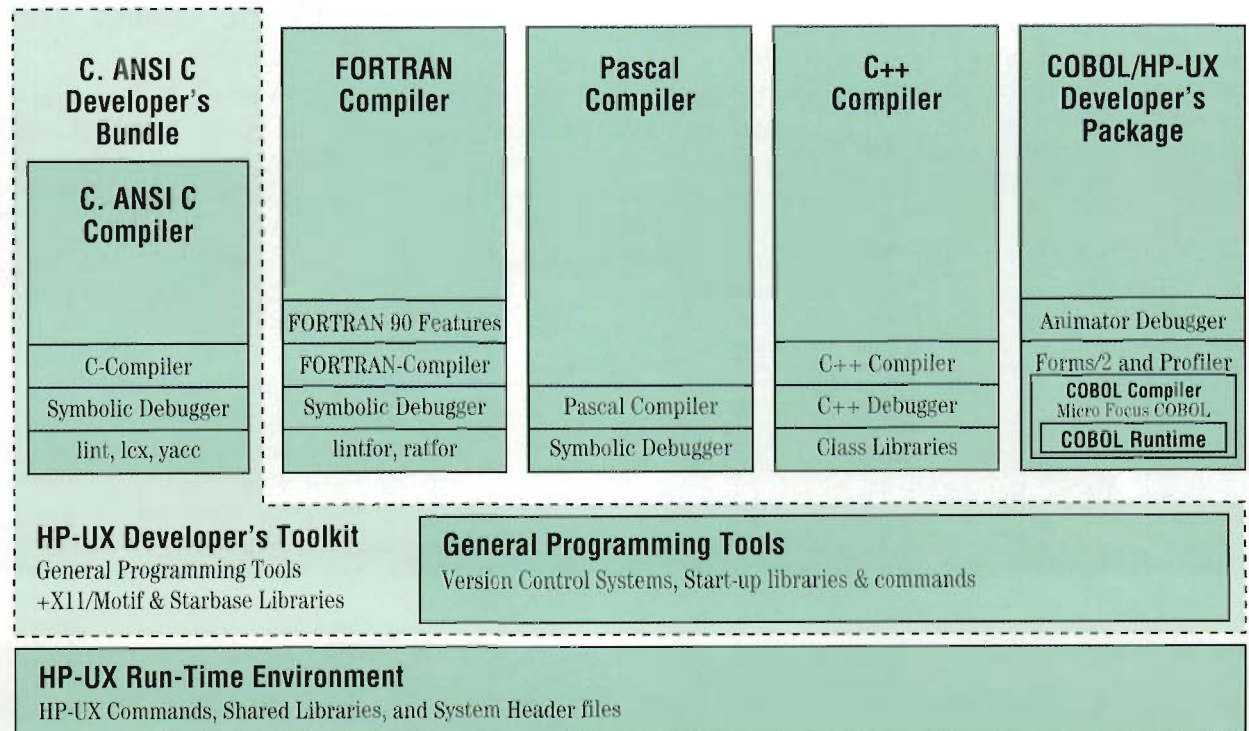 C. ANSI C
Developer's
Bundle
C. ANSI C
Compiler
C-Compiler
Symbolic Debugger
lint, lex, yacc
FORTRAN
Compiler
FORTRAN 90 Features
FORTRAN-Compiler
Symbolic Debugger
lintfor, ratfor
Pascal
Compiler
Pascal Compiler
Symbolic Debugger
C++
Compiler
C++ Compiler
C++ Debugger
Class Libraries
COBOL/HP-UX
Developer's
Package
Animator Debugger
Forms/2 and Profiler
COBOL Compiler
Micro Focus COBOL
COBOL Runtime
HP-UX Developer's Toolkit
General Programming Tools
+X11/Motif & Starbase Libraries
General Programming Tools
Version Control Systems, Start-up libraries & commands
HP-UX Run-Time Environment
HP-UX Commands, Shared Libraries, and System Header files